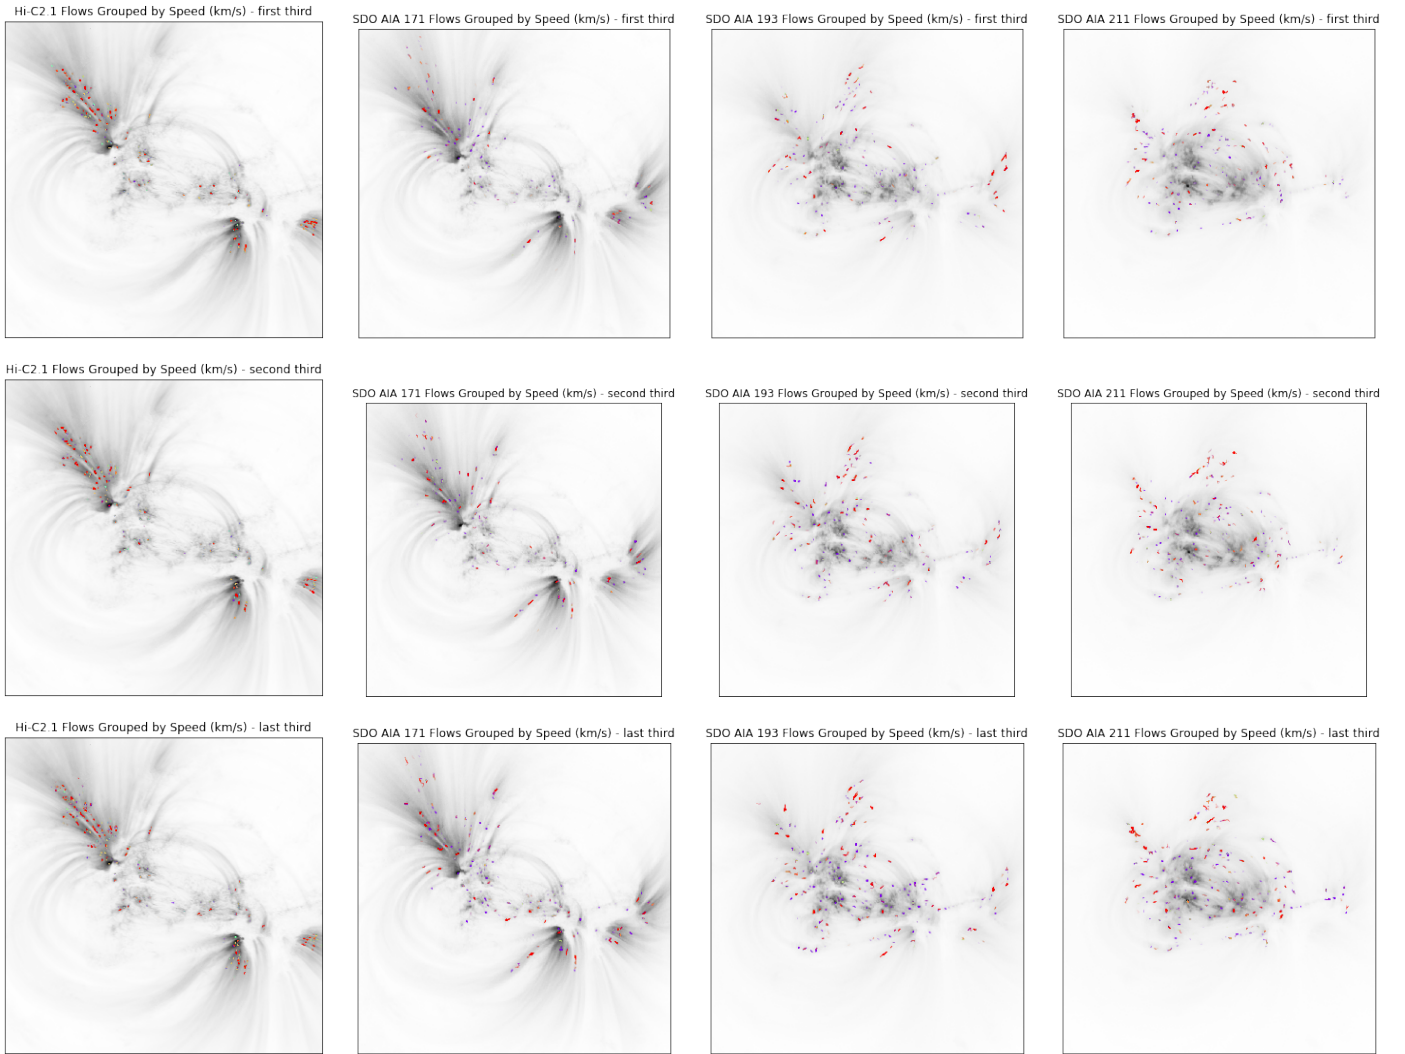 Hi-C2.1 Flows Grouped by Speed (km/s) - first third
SDO AIA 171 Flows Grouped by Speed (km/s) - first third
SDO AIA 193 Flows Grouped by Speed (km/s) - first third
SDO AIA 211 Flows Grouped by Speed (km/s) - first third
Hi-C2.1 Flows Grouped by Speed (km/s) - second third
SDO AIA 171 Flows Grouped by Speed (km/s) - second third
SDO AIA 193 Flows Grouped by Speed (km/s) - second third
SDO AIA 211 Flows Grouped by Speed (km/s) - second third
Hi-C2.1 Flows Grouped by Speed (km/s) - last third
SDO AIA 171 Flows Grouped by Speed (km/s) - last third
SDO AIA 193 Flows Grouped by Speed (km/s) - last third
SDO AIA 211 Flows Grouped by Speed (km/s) - last third